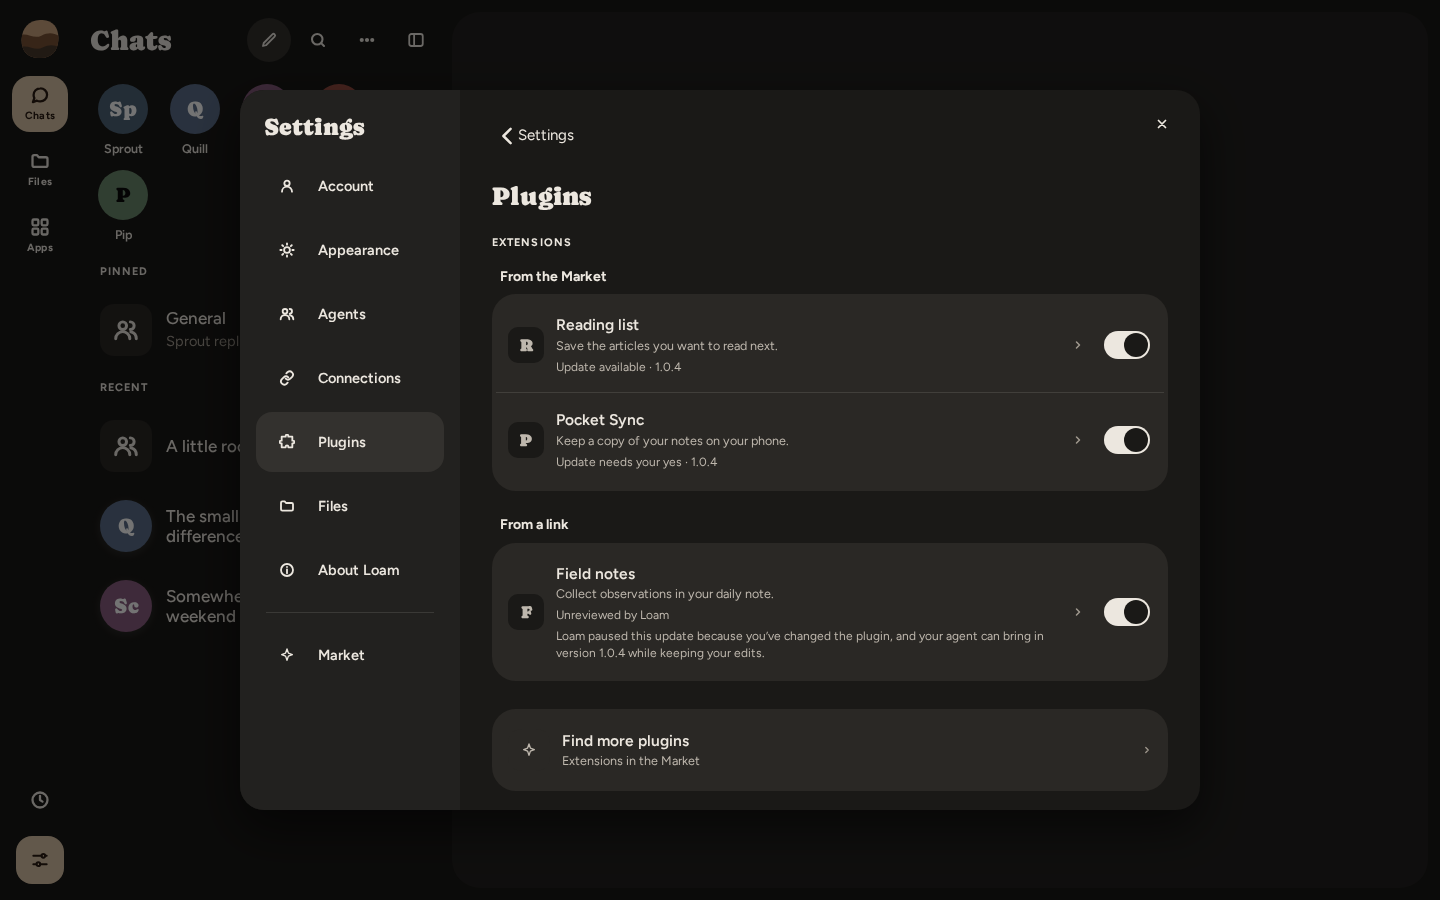 Chats
Chats
Files
Apps
Sp
Sprout
Q
Quill
P
Pip
PINNED
General
Sprout repl
RECENT
A little roo
Q
The small
difference
Sc
Somewhe
weekend
Settings
Account
Appearance
Agents
Connections
Plugins
Files
About Loam
Market
Settings
Plugins
EXTENSIONS
From the Market
R
Reading list
Save the articles you want to read next.
Update available · 1.0.4
P
Pocket Sync
Keep a copy of your notes on your phone.
Update needs your yes · 1.0.4
From a link
F
Field notes
Collect observations in your daily note.
Unreviewed by Loam
Loam paused this update because you've changed the plugin, and your agent can bring in
version 1.0.4 while keeping your edits.
Find more plugins
Extensions in the Market